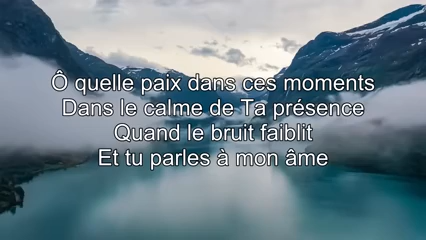 Ô quelle paix dans ces moments
Dans le calme de Ta présence
Quand le bruit faiblit
Et tu parles à mon âme